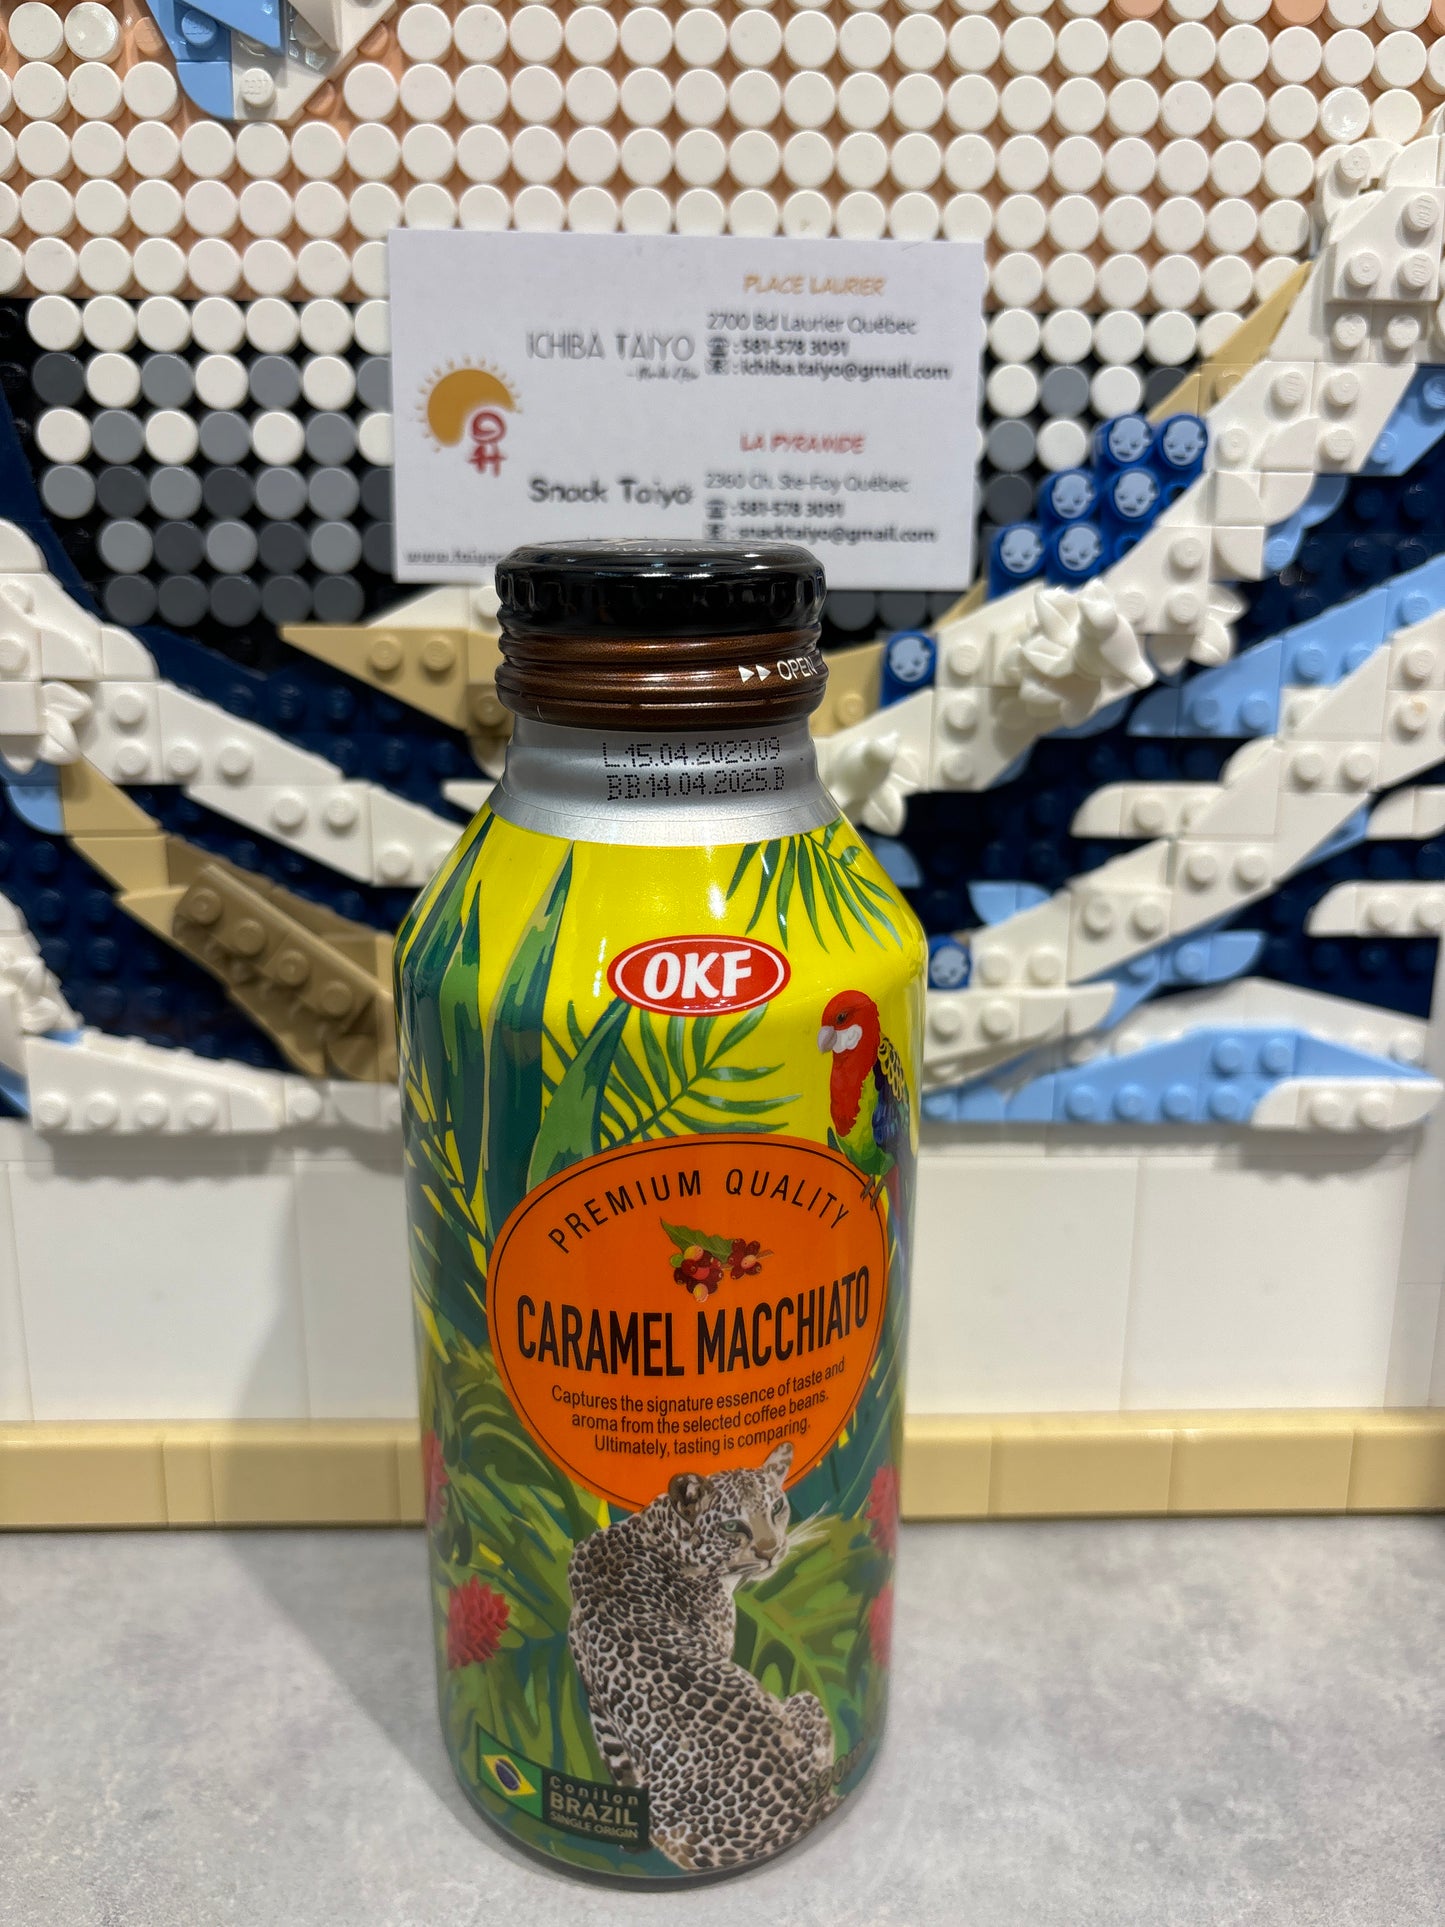 PLACE LAURIER
2700 Bd Laurier Québec
ICHIBA TAIYO
: 581-578 3091
: ichiba.taiyo@gmail.com
LA PYRAMIDE
2360 Ch. Ste-Foy Québec
Snack Taiyo
: 581-578 3091
: snacktaiyo@gmail.com
OPEN
L.15.04.2023.09
BB.14.04.2025.B
OKF
PREMIUM QUALITY
CARAMEL MACCHIATO
Captures the signature essence of taste and
aroma from the selected coffee beans.
Ultimately, tasting is comparing.
Conilon
BRAZIL
SINGLE ORIGIN
390ml